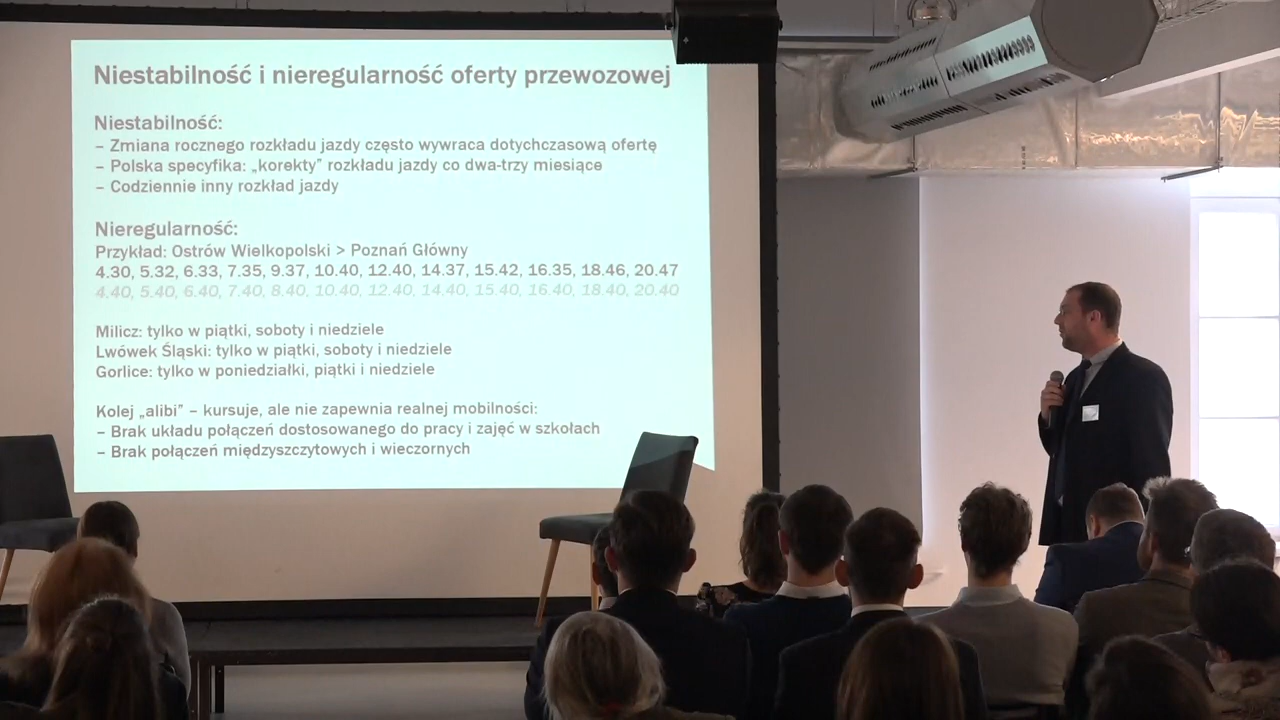 Niestabilność i nieregularność oferty przewozowej
Niestabilność:
– Zmiana rocznego rozkładu jazdy często wywraca dotychczasową ofertę
– Polska specyfika: „korekty” rozkładu jazdy co dwa-trzy miesiące
– Codziennie inny rozkład jazdy
Nieregularność:
Przykład: Ostrów Wielkopolski > Poznań Główny
4.30, 5.32, 6.33, 7.35, 9.37, 10.40, 12.40, 14.37, 15.42, 16.35, 18.46, 20.47
4.40, 5.40, 6.40, 7.40, 8.40, 10.40, 12.40, 14.40, 15.40, 16.40, 18.40, 20.40
Milicz: tylko w piątki, soboty i niedziele
Lwówek Śląski: tylko w piątki, soboty i niedziele
Gorlice: tylko w poniedziałki, piątki i niedziele
Kolej „alibi” – kursuje, ale nie zapewnia realnej mobilności:
– Brak układu połączeń dostosowanego do pracy i zajęć w szkołach
– Brak połączeń międzyszczytowych i wieczornych